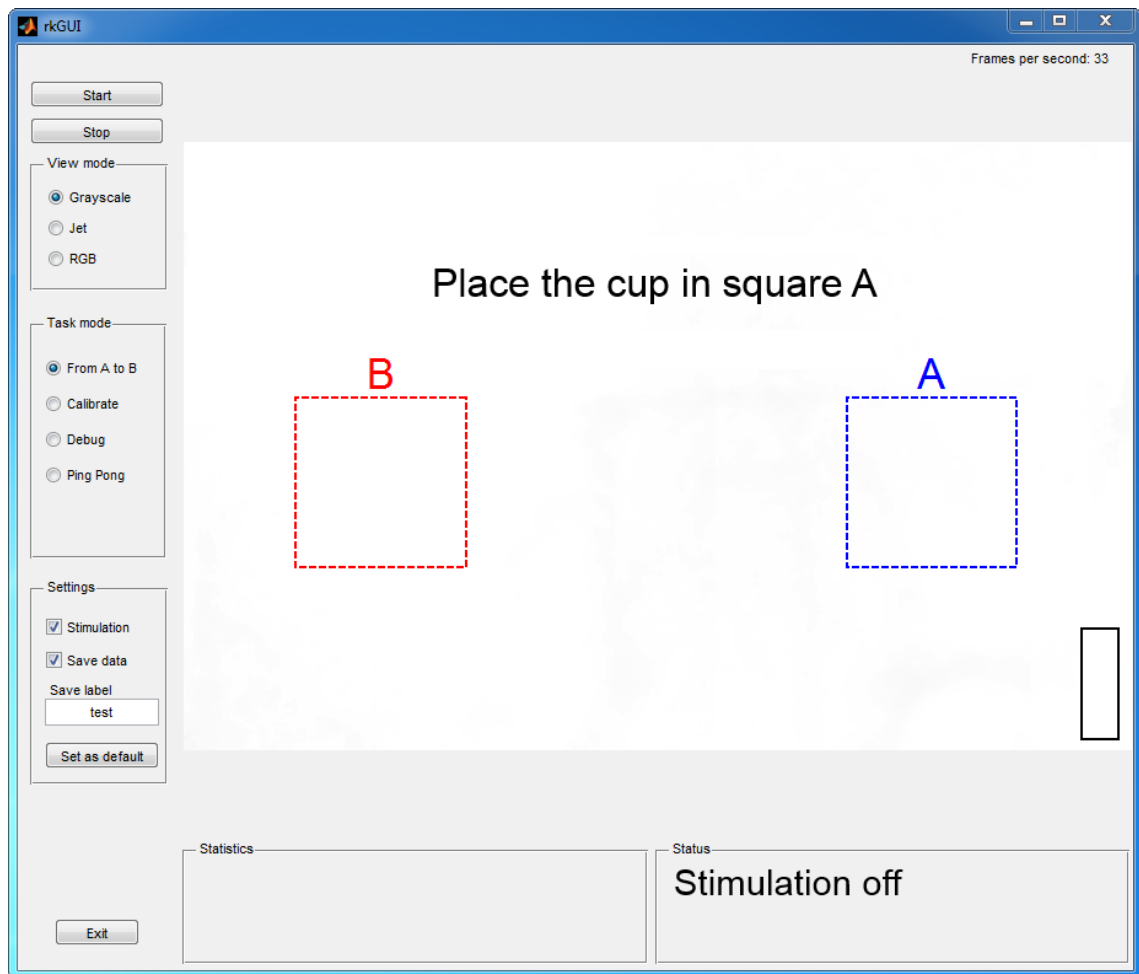 rkGUI
Frames per second: 33
Start
Stop
View mode
Grayscale
Jet
RGB
Place the cup in square A
Task mode
From A to B
Calibrate
Debug
Ping Pong
B
A
Settings
Stimulation
Save data
Save label
test
Set as default
Statistics
Status
Stimulation off
Exit